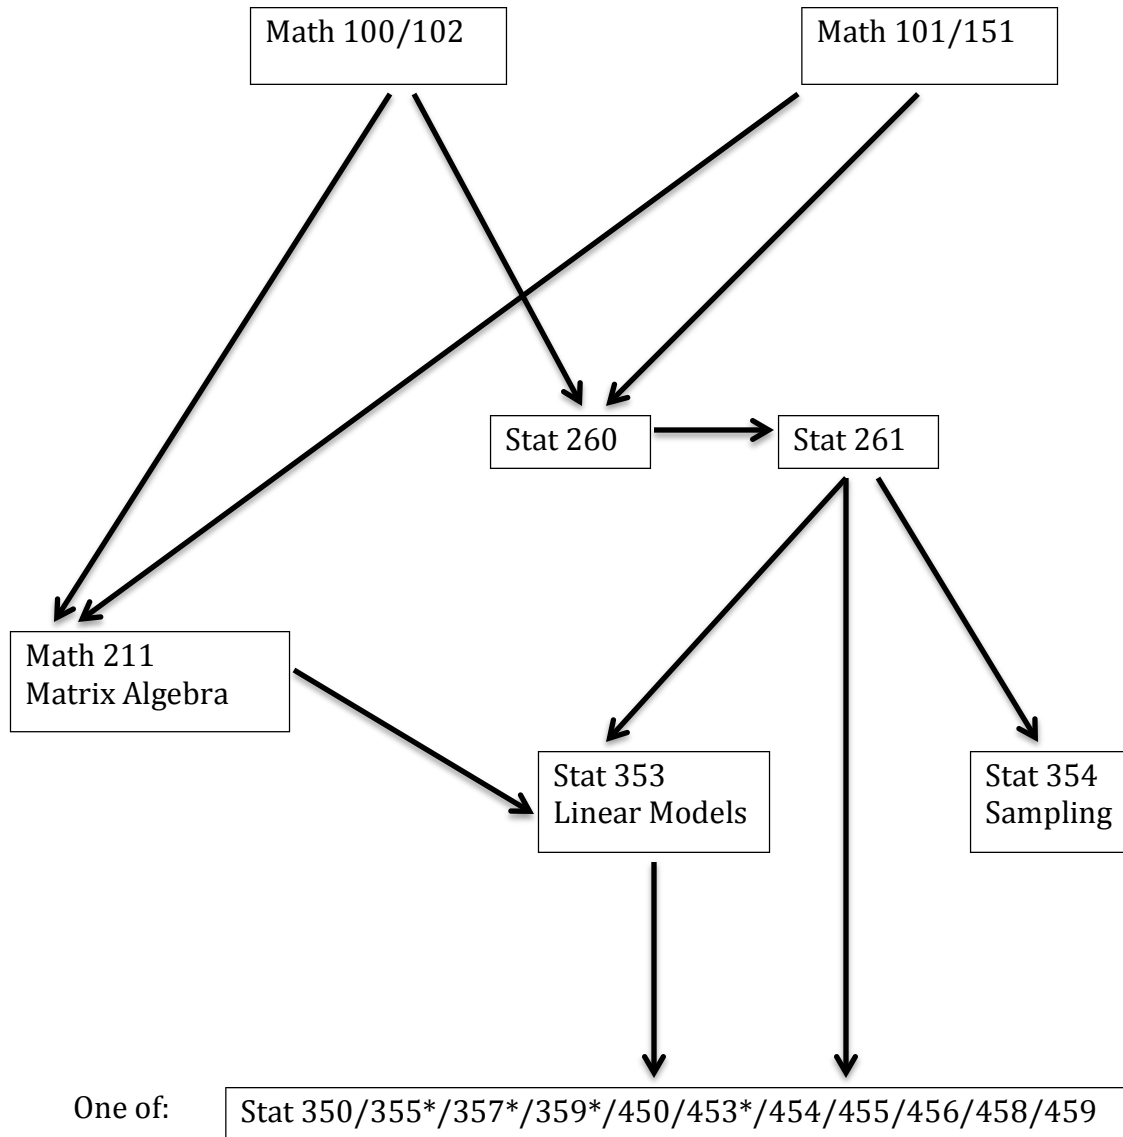 Math 100/102
Math 101/151
Stat 260
Stat 261
Math 211
Matrix Algebra
Stat 353
Linear Models
Stat 354
Sampling
One of:
Stat 350/355*/357*/359*/450/453*/454/455/456/458/459